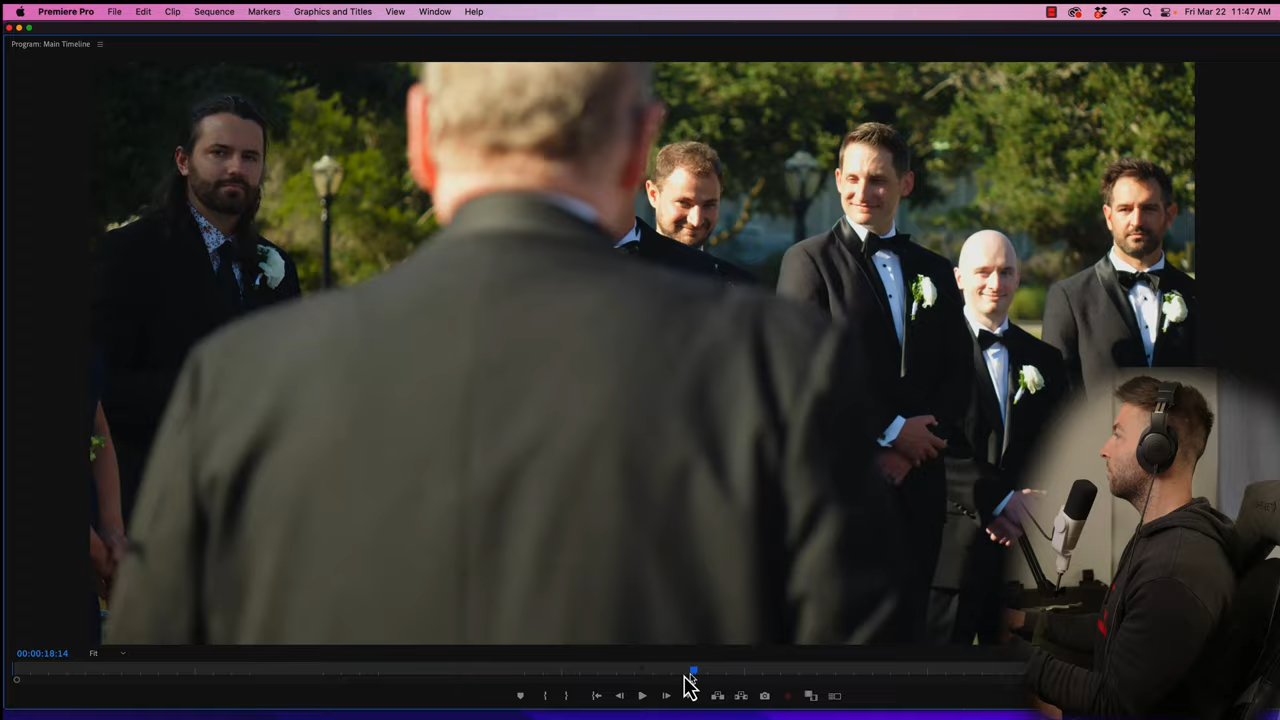 Premiere Pro File Edit Clip Sequence Markers Graphics and Titles View Window Help Fri Mar 22 11:47 AM
Program: Main Timeline
00:00:18:14 Fit